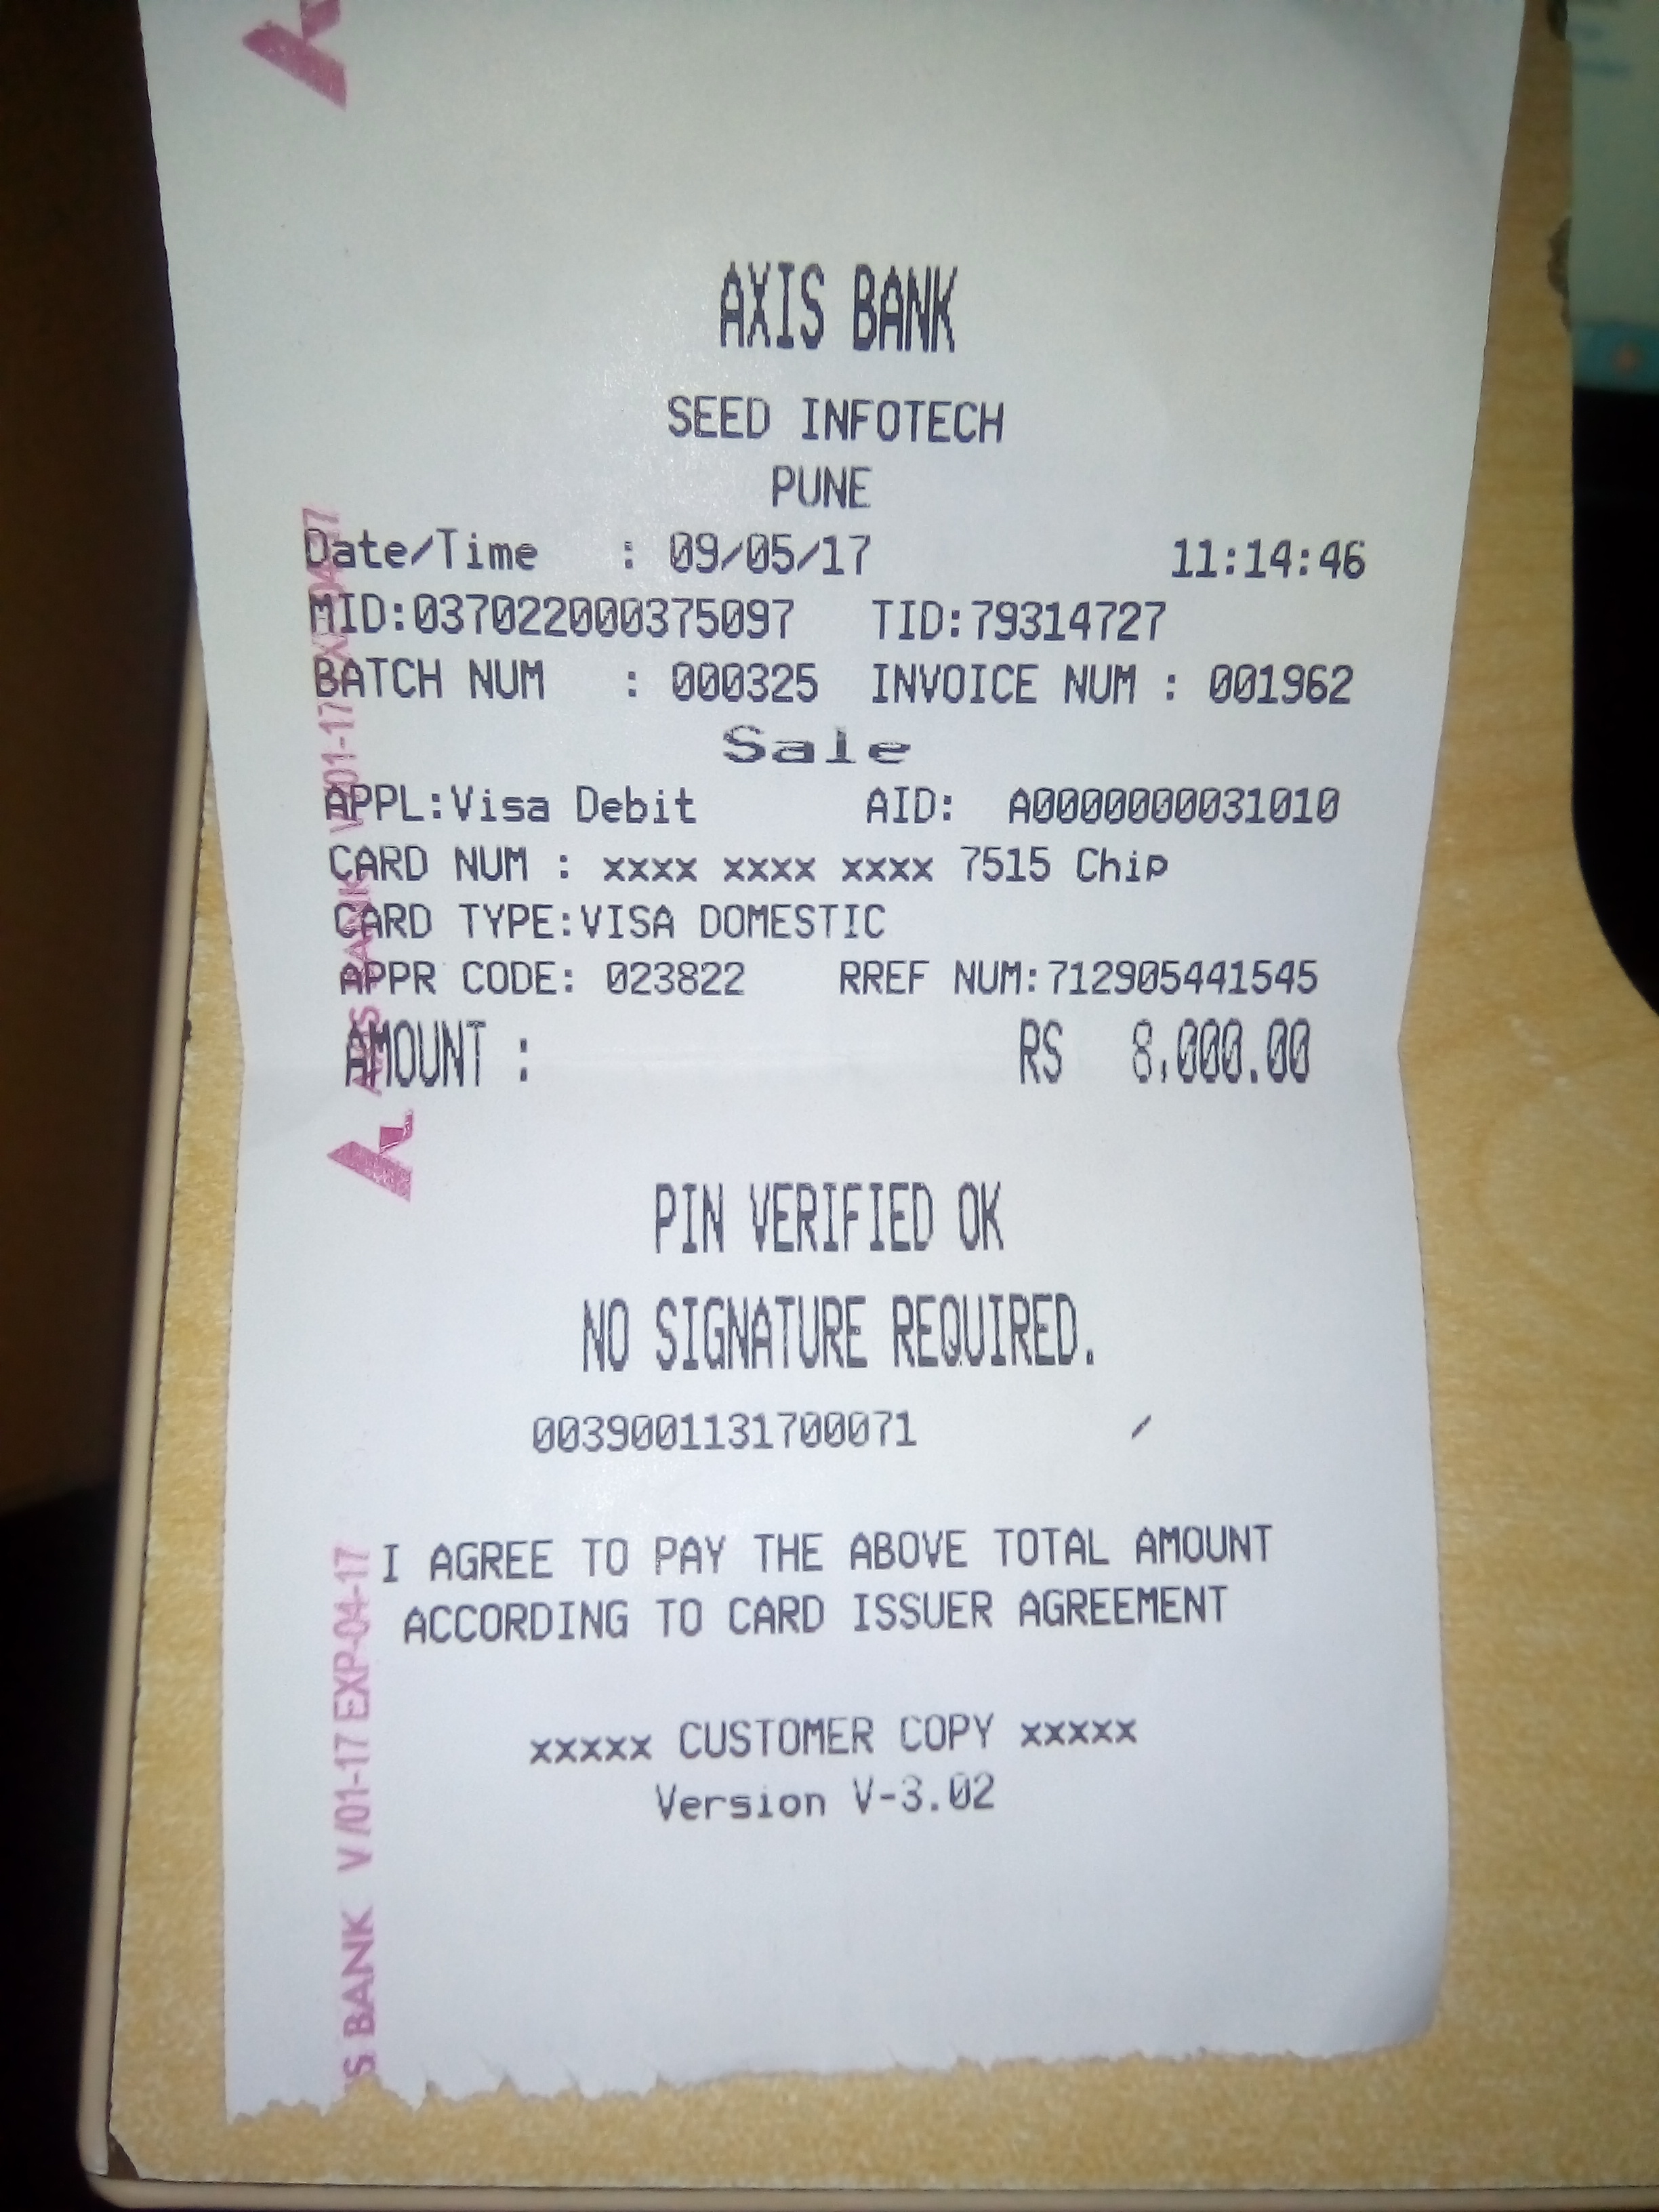 AXIS BANK
SEED INFOTECH
PUNE
Date/Time : 09/05/17 11:14:46
MID:037022000375097 TID:79314727
BATCH NUM : 000325 INVOICE NUM : 001962
Sale
APPL:Visa Debit AID: A0000000031010
CARD NUM : xxxx xxxx xxxx 7515 Chip
CARD TYPE:VISA DOMESTIC
APPR CODE: 023822 RREF NUM:712905441545
AMOUNT : RS 8,000.00
PIN VERIFIED OK
NO SIGNATURE REQUIRED.
0039001131700071
I AGREE TO PAY THE ABOVE TOTAL AMOUNT
ACCORDING TO CARD ISSUER AGREEMENT
xxxxx CUSTOMER COPY xxxxx
Version V-3.02
AXIS BANK V/01-17 EXP-04-17
S BANK V/01-17 EXP-04-17